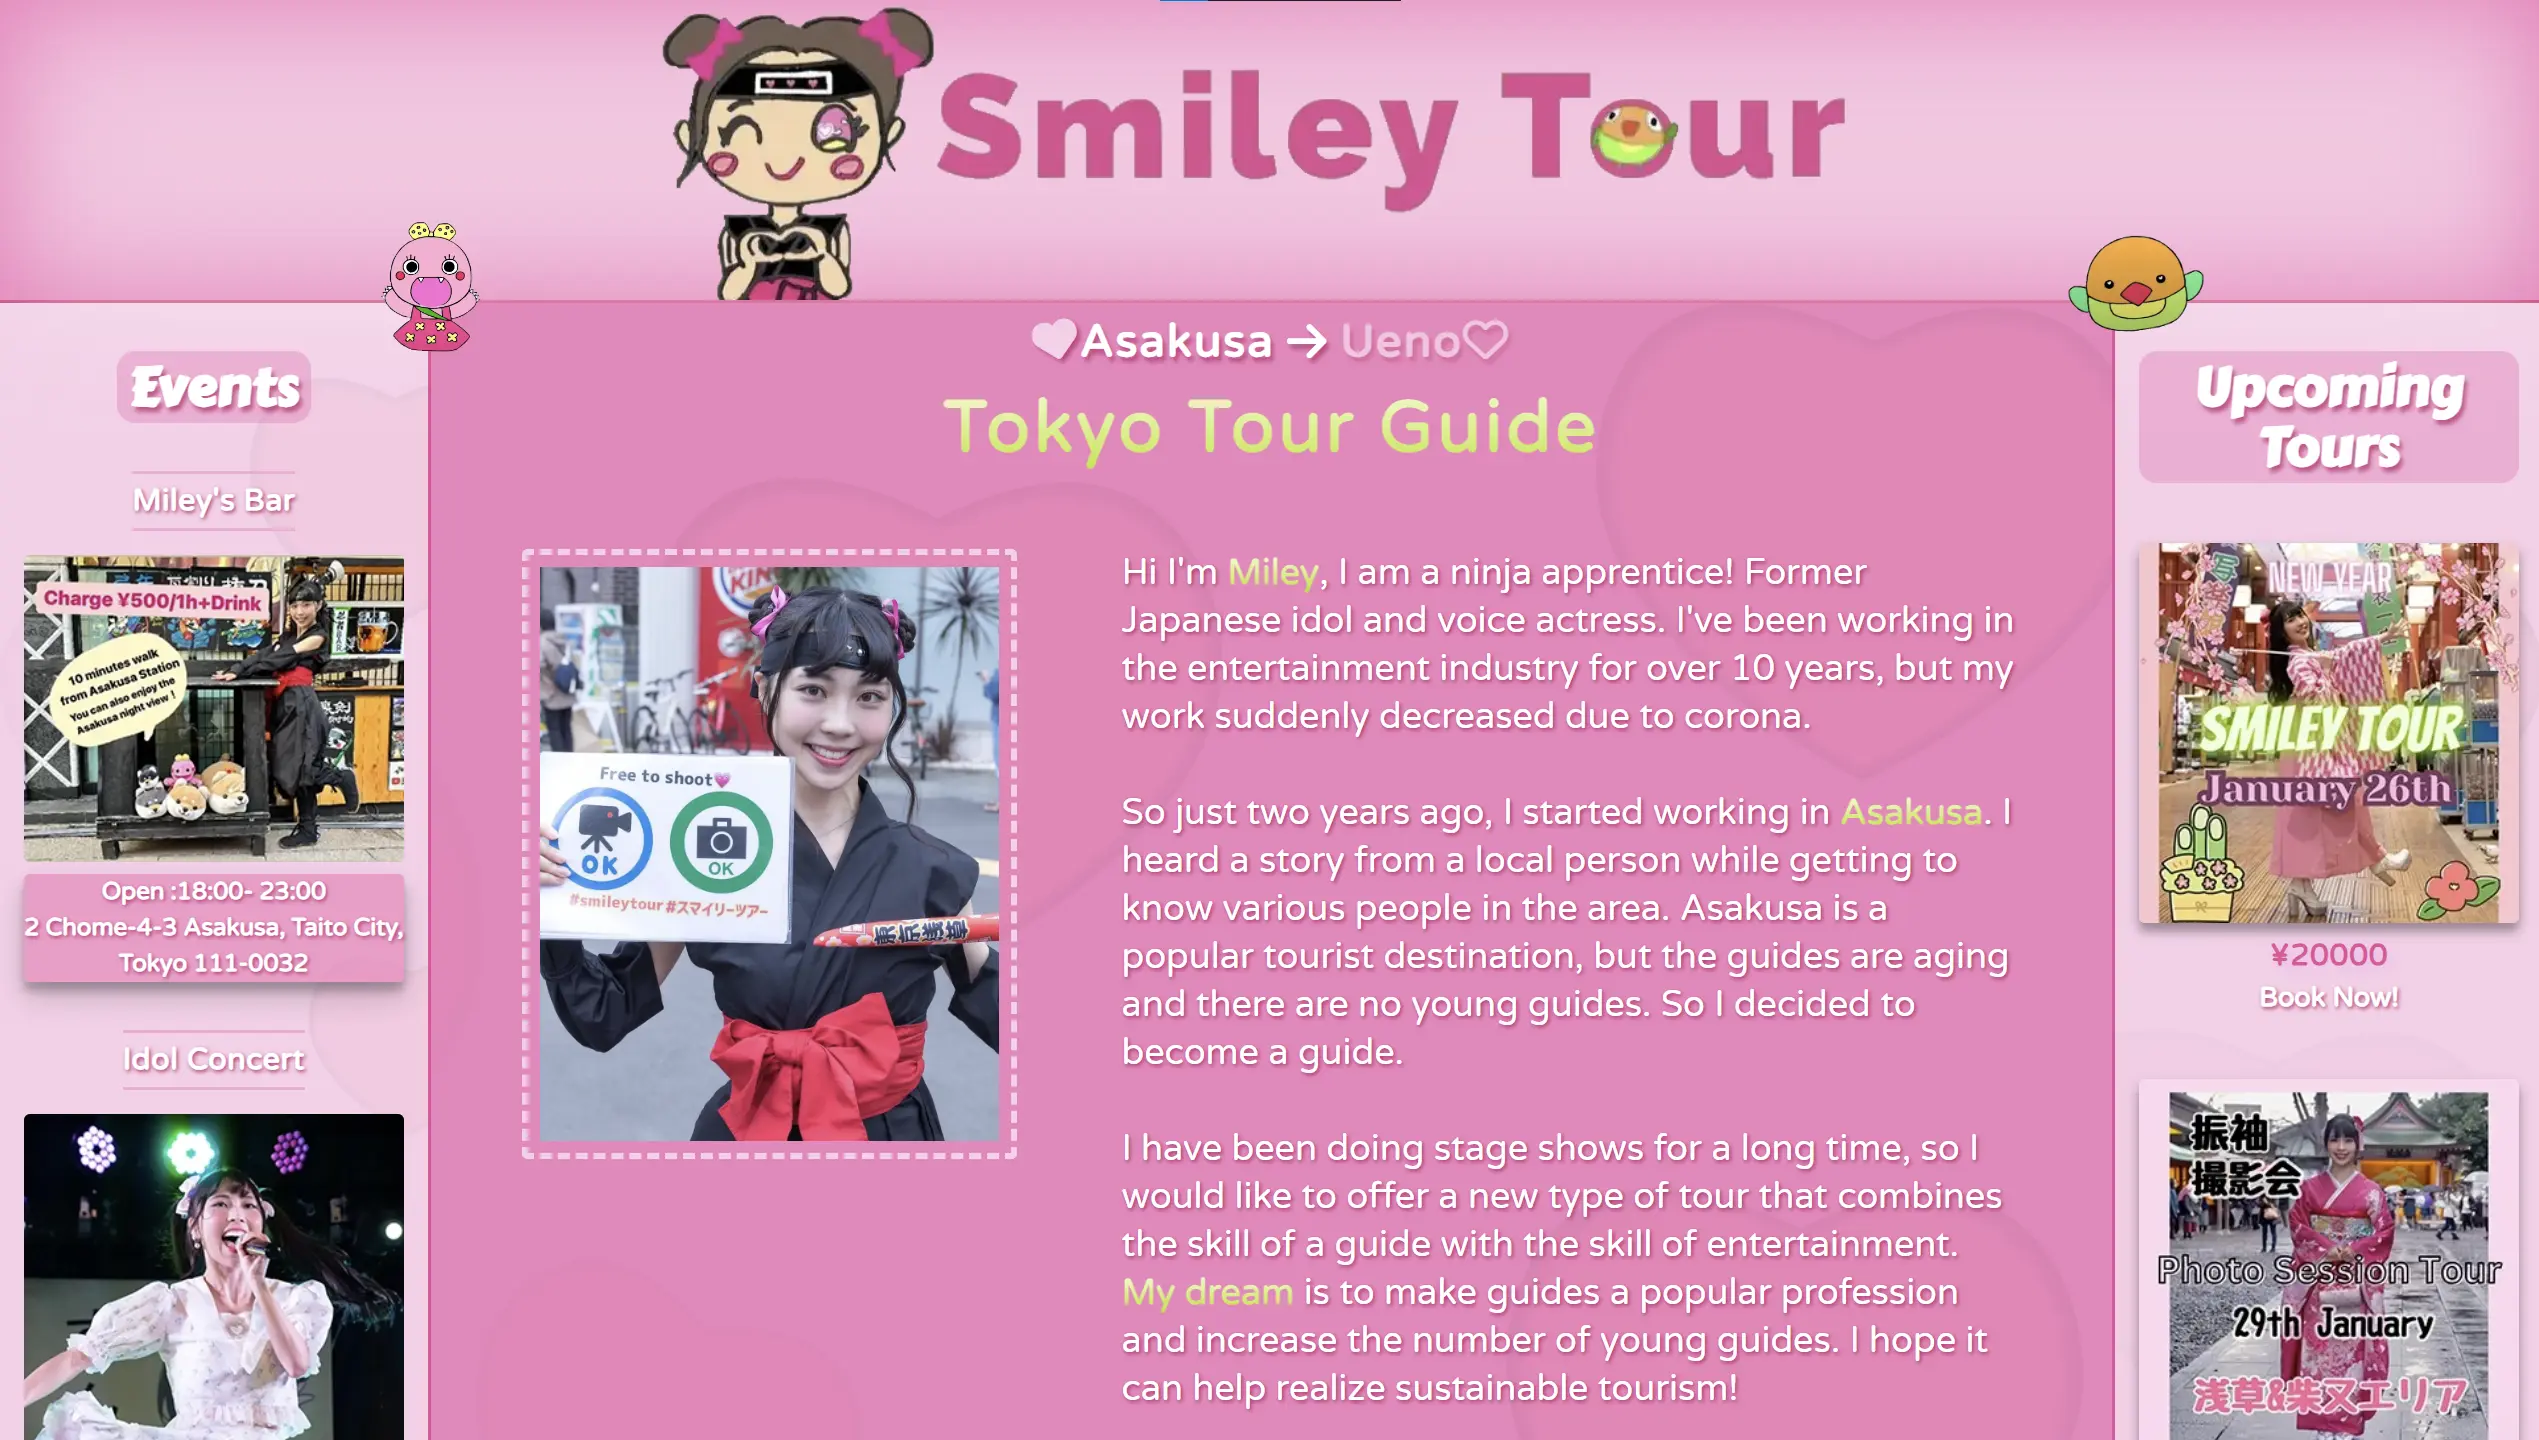 Smiley Tour
Asakusa → Ueno
Tokyo Tour Guide
Events
Miley's Bar
Charge ¥500/1h+Drink
10 minutes walk
from Asakusa Station
You can also enjoy the
Asakusa night view !
Open :18:00- 23:00
2 Chome-4-3 Asakusa, Taito City,
Tokyo 111-0032
Idol Concert
KING
Free to shoot
OK
OK
#smileytour #スマイリーツアー
東京浅草
Hi I'm Miley, I am a ninja apprentice! Former
Japanese idol and voice actress. I've been working in
the entertainment industry for over 10 years, but my
work suddenly decreased due to corona.
So just two years ago, I started working in Asakusa. I
heard a story from a local person while getting to
know various people in the area. Asakusa is a
popular tourist destination, but the guides are aging
and there are no young guides. So I decided to
become a guide.
I have been doing stage shows for a long time, so I
would like to offer a new type of tour that combines
the skill of a guide with the skill of entertainment.
My dream is to make guides a popular profession
and increase the number of young guides. I hope it
can help realize sustainable tourism!
Upcoming
Tours
NEW YEAR
SMILEY TOUR
January 26th
¥20000
Book Now!
振袖
撮影会
Photo Session Tour
29th January
浅草&柴又エリア